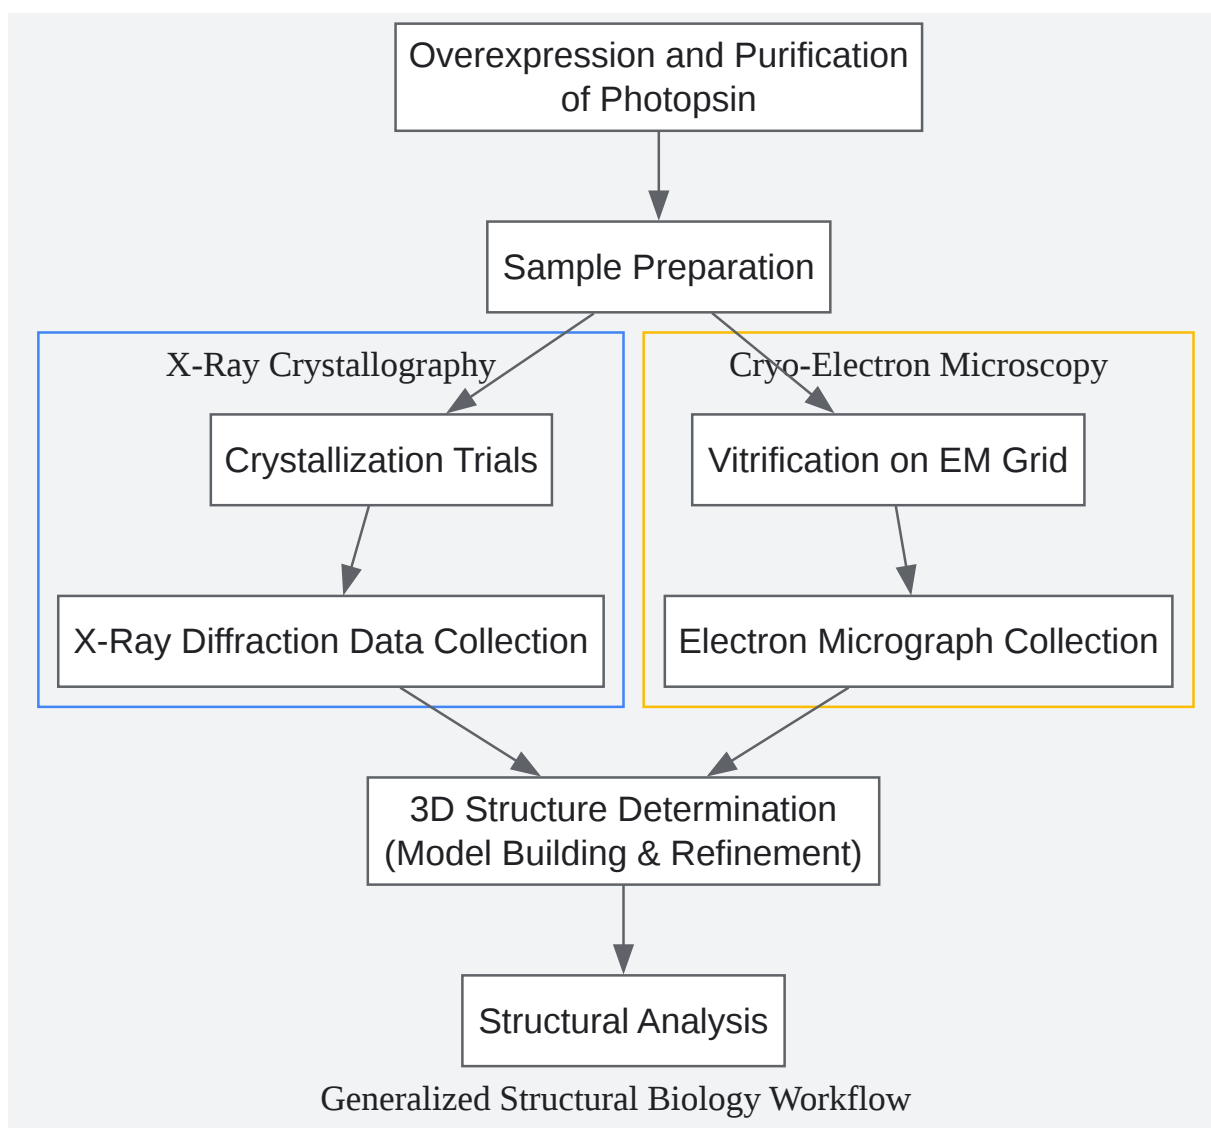 Overexpression and Purification
of Photopsin
Sample Preparation
X-Ray Crystallography
Cryo-Electron Microscopy
Crystallization Trials
Vitrification on EM Grid
X-Ray Diffraction Data Collection
Electron Micrograph Collection
3D Structure Determination
(Model Building & Refinement)
Structural Analysis
Generalized Structural Biology Workflow